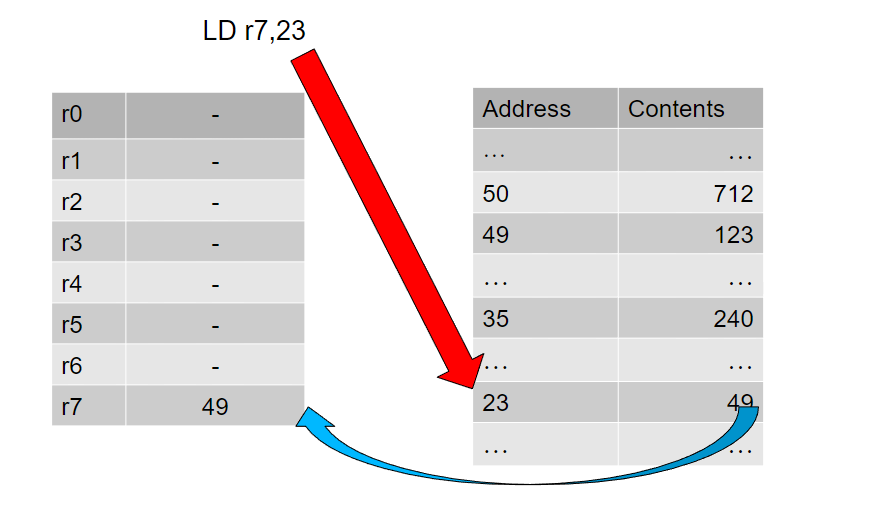 LD r7,23
r0 -
r1 -
r2 -
r3 -
r4 -
r5 -
r6 -
r7 49
Address Contents
... ...
50 712
49 123
... ...
35 240
... ...
23 49
... ...